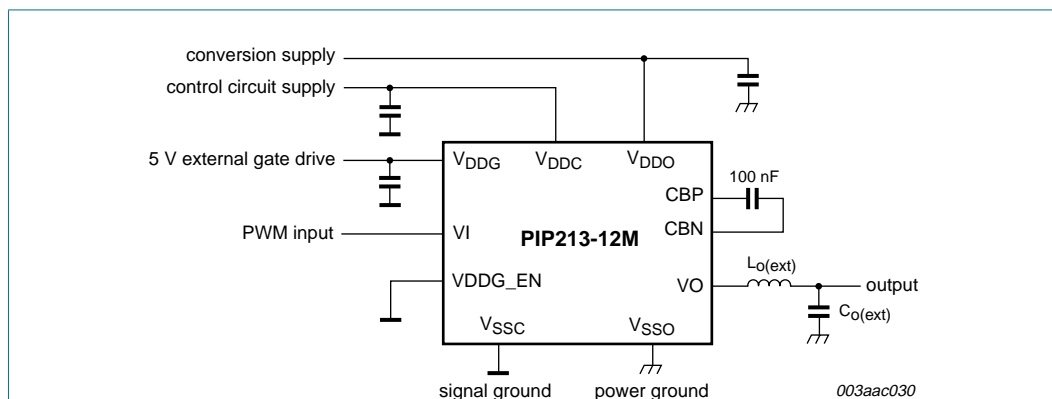 conversion supply
control circuit supply
5 V external gate drive
VDDG
VDDC
VDDO
100 nF
CBP
CBN
PWM input
VI
PIP213-12M
Lo(ext)
VDDG_EN
VO
output
Co(ext)
VSSC
VSSO
signal ground
power ground
003aac030